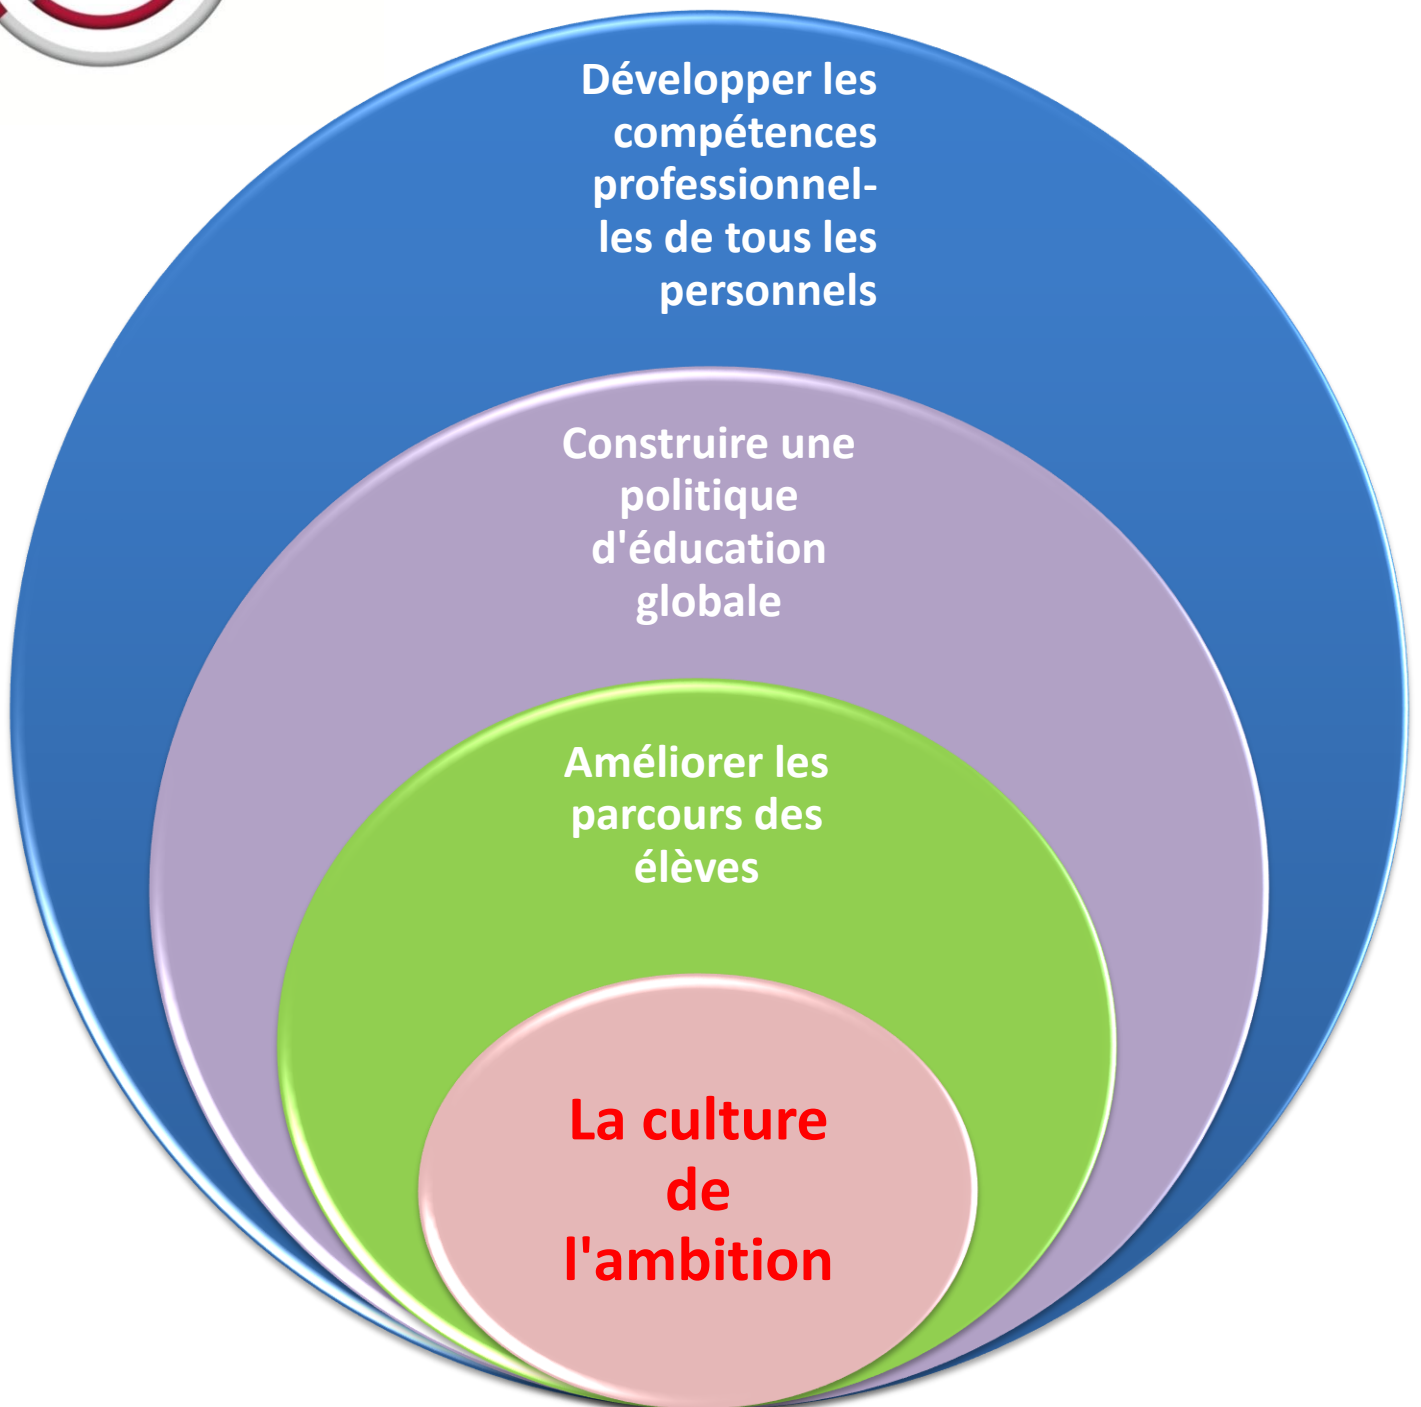 Développer les
compétences
professionnel-
les de tous les
personnels
Construire une
politique
d'éducation
globale
Améliorer les
parcours des
élèves
La culture
de
l'ambition